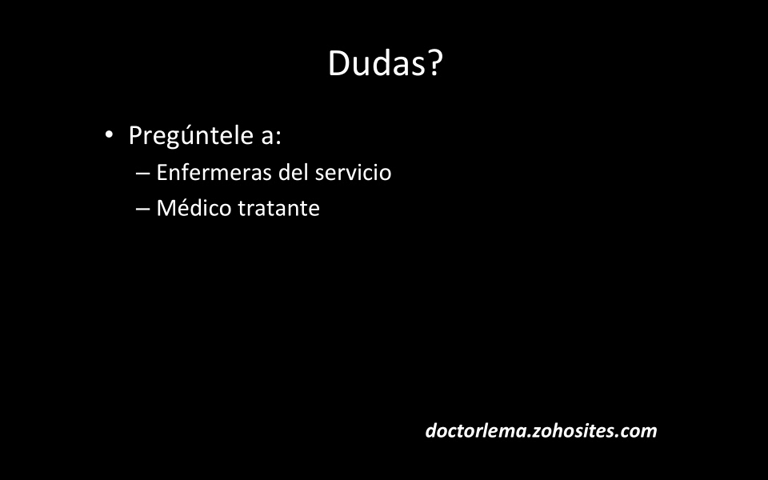 Dudas?
• Pregúntele a:
– Enfermeras del servicio
– Médico tratante
doctorlema.zohosites.com